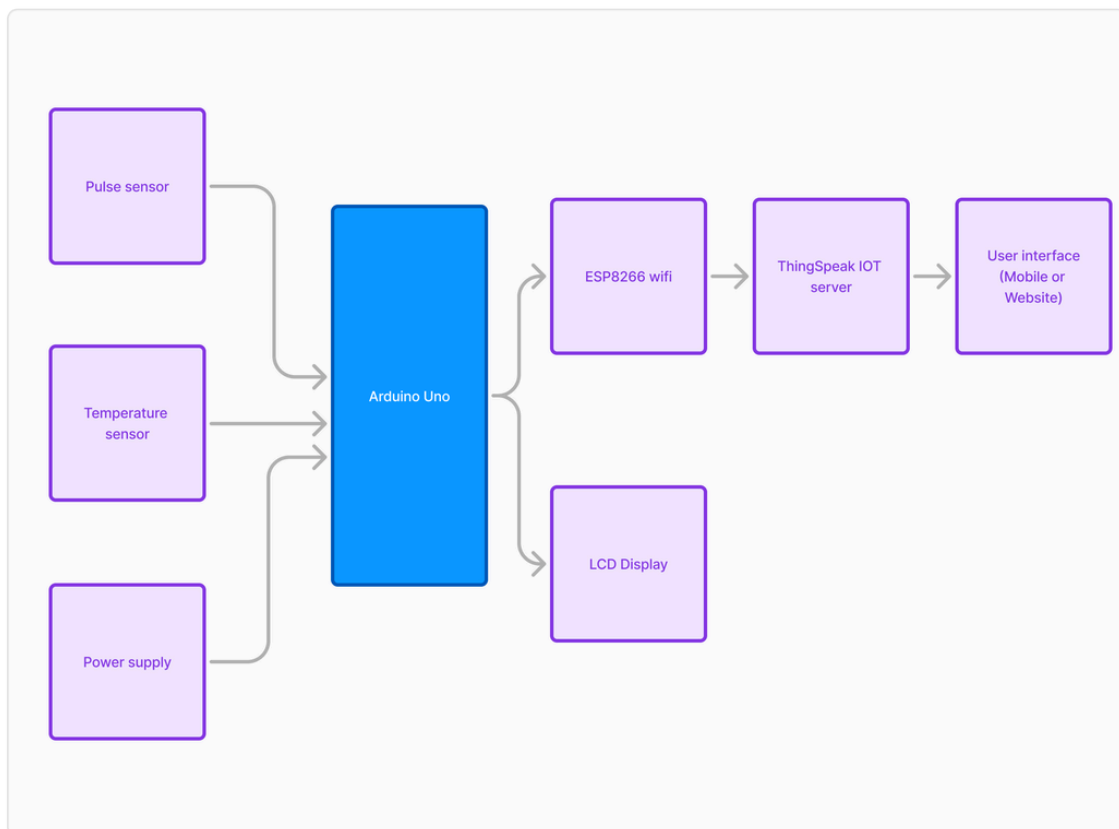 Pulse sensor
Temperature
sensor
Power supply
Arduino Uno
ESP8266 wifi
ThingSpeak IOT
server
User interface
(Mobile or
Website)
LCD Display